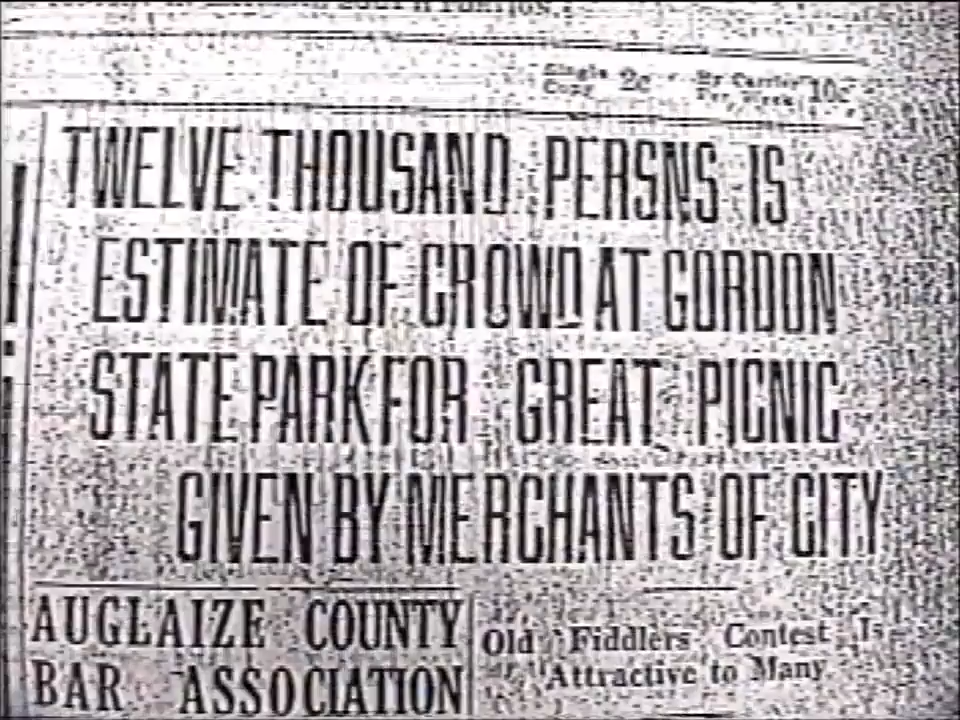 Single 2c By Carrier 10c
Copy Per Week
TWELVE THOUSAND PERSNS IS
ESTIMATE OF CROWD AT GORDON
STATE PARK FOR GREAT PICNIC
GIVEN BY MERCHANTS OF CITY
AUGLAIZE COUNTY
BAR ASSOCIATION
Old Fiddlers Contest Is
Attractive to Many